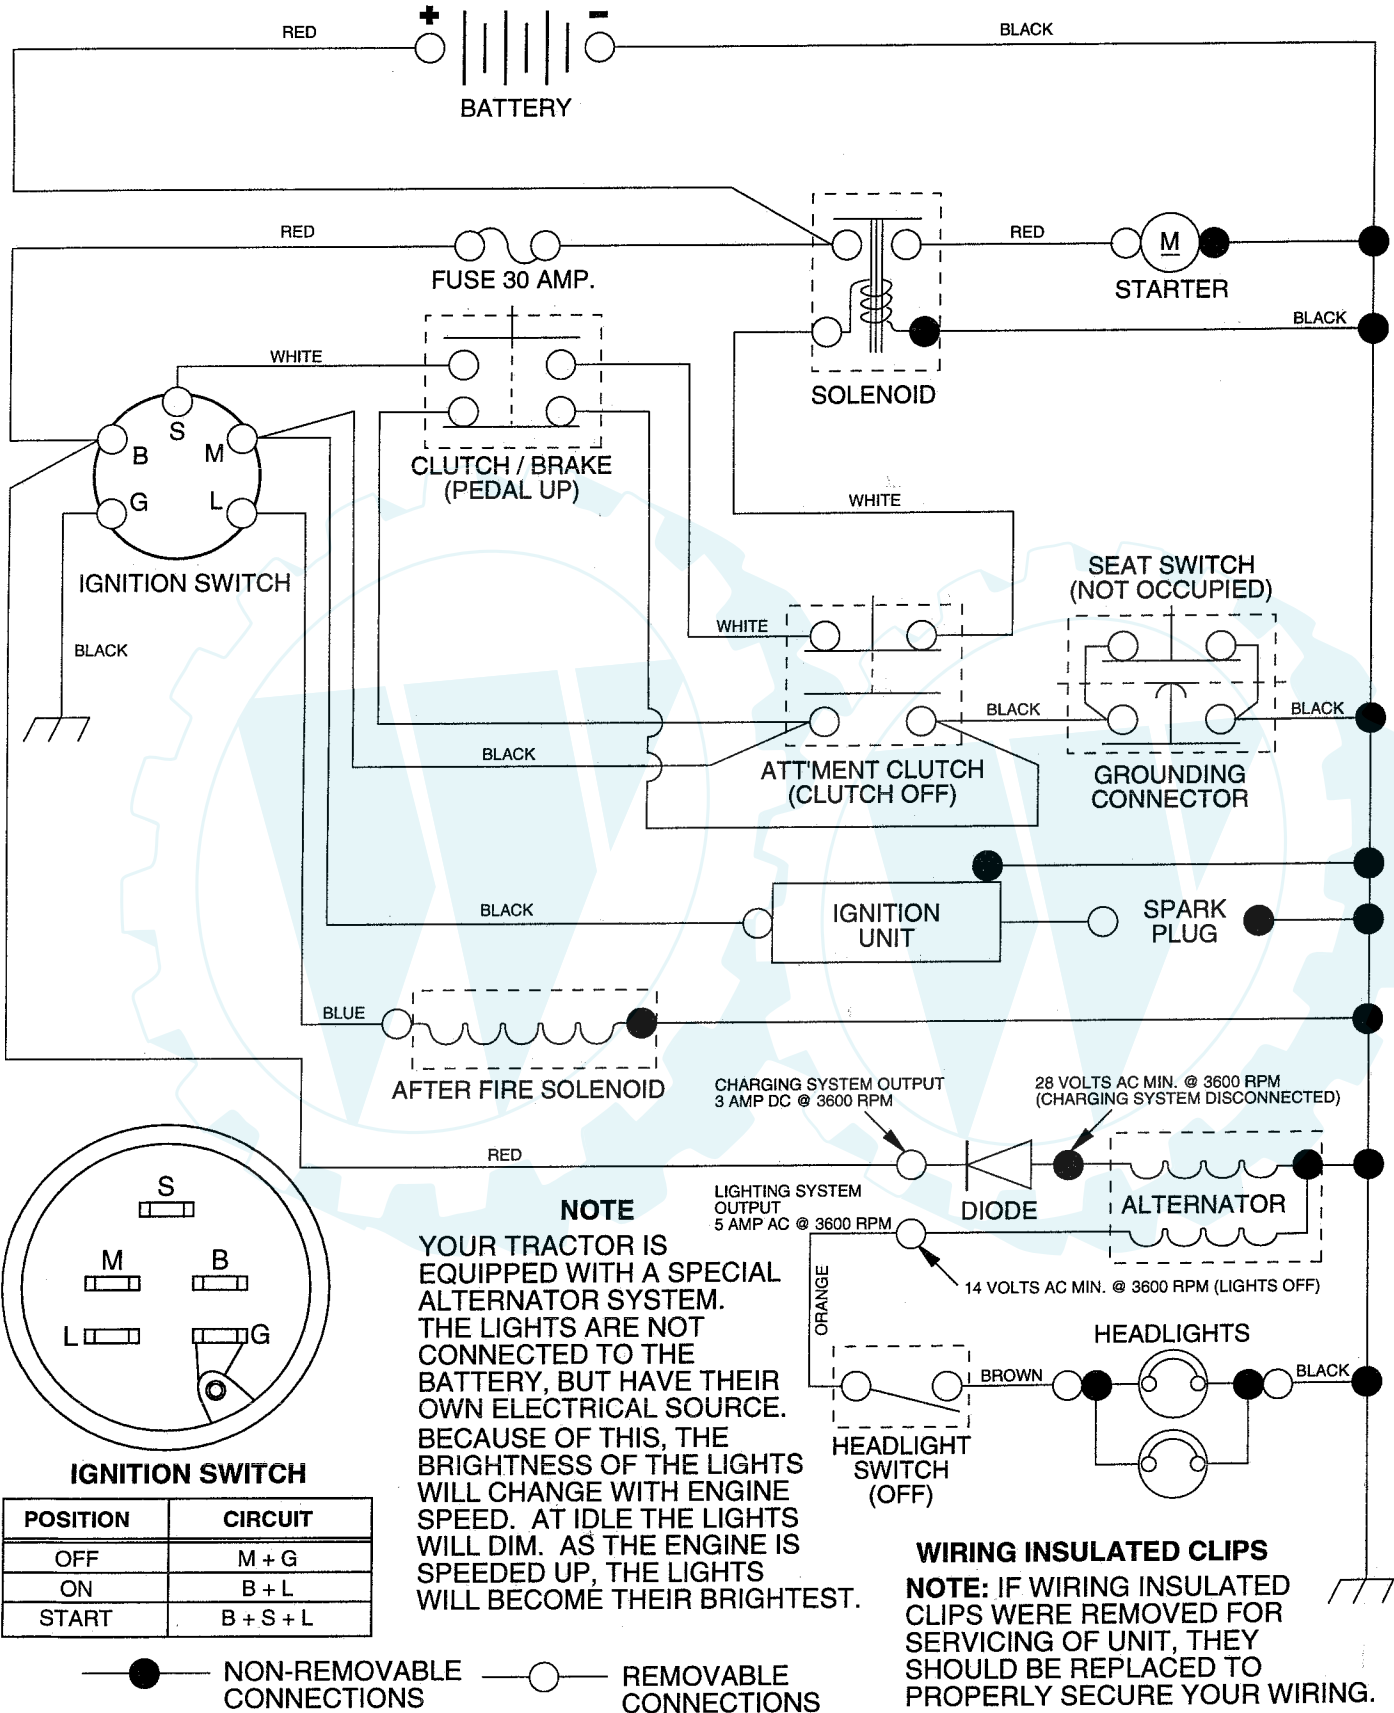 +
-
RED
BLACK
BATTERY
RED
FUSE 30 AMP.
RED
M
STARTER
BLACK
SOLENOID
WHITE
S
B
M
G
L
IGNITION SWITCH
CLUTCH / BRAKE
(PEDAL UP)
WHITE
SEAT SWITCH
(NOT OCCUPIED)
WHITE
BLACK
BLACK
BLACK
BLACK
ATT'MENT CLUTCH
(CLUTCH OFF)
GROUNDING
CONNECTOR
BLACK
IGNITION
UNIT
SPARK
PLUG
BLUE
AFTER FIRE SOLENOID
CHARGING SYSTEM OUTPUT
3 AMP DC @ 3600 RPM
28 VOLTS AC MIN. @ 3600 RPM
(CHARGING SYSTEM DISCONNECTED)
RED
DIODE
ALTERNATOR
LIGHTING SYSTEM
OUTPUT
5 AMP AC @ 3600 RPM
14 VOLTS AC MIN. @ 3600 RPM (LIGHTS OFF)
ORANGE
HEADLIGHTS
BROWN
BLACK
HEADLIGHT
SWITCH
(OFF)
S
M
B
L
G
IGNITION SWITCH
POSITION CIRCUIT
OFF M + G
ON B + L
START B + S + L
NOTE
YOUR TRACTOR IS
EQUIPPED WITH A SPECIAL
ALTERNATOR SYSTEM.
THE LIGHTS ARE NOT
CONNECTED TO THE
BATTERY, BUT HAVE THEIR
OWN ELECTRICAL SOURCE.
BECAUSE OF THIS, THE
BRIGHTNESS OF THE LIGHTS
WILL CHANGE WITH ENGINE
SPEED. AT IDLE THE LIGHTS
WILL DIM. AS THE ENGINE IS
SPEEDED UP, THE LIGHTS
WILL BECOME THEIR BRIGHTEST.
WIRING INSULATED CLIPS
NOTE: IF WIRING INSULATED
CLIPS WERE REMOVED FOR
SERVICING OF UNIT, THEY
SHOULD BE REPLACED TO
PROPERLY SECURE YOUR WIRING.
NON-REMOVABLE
CONNECTIONS
REMOVABLE
CONNECTIONS